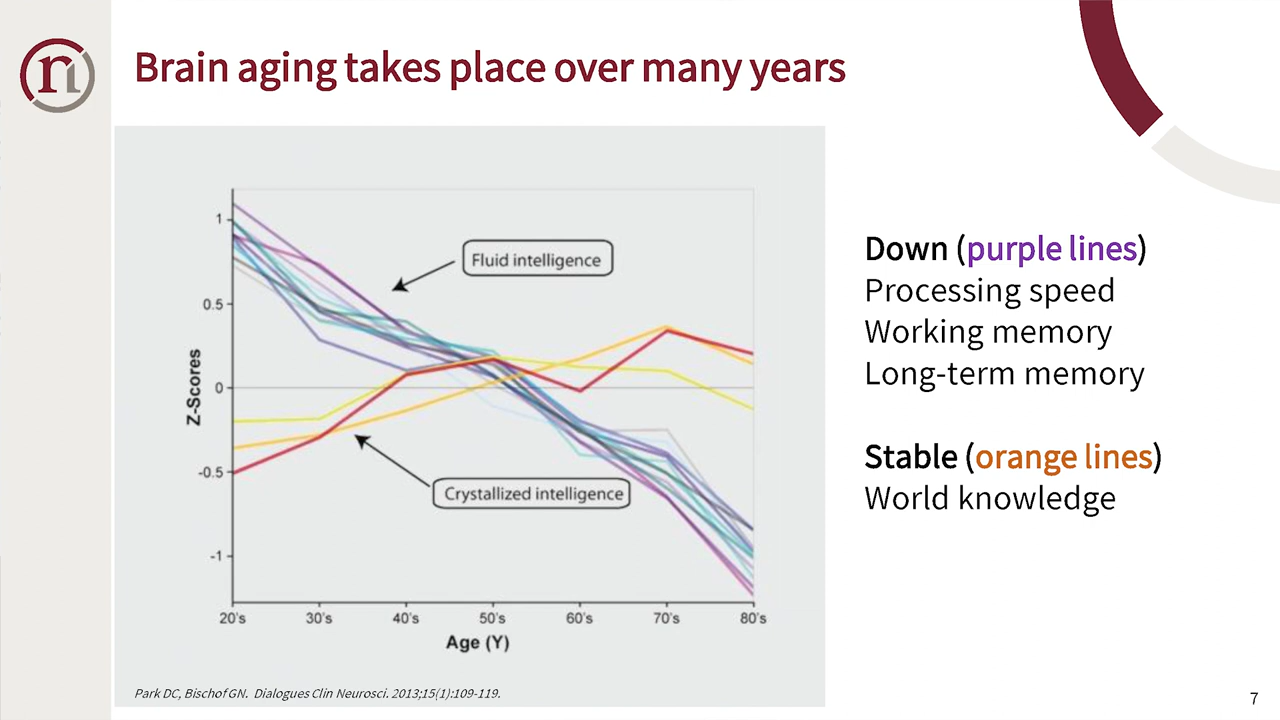 Brain aging takes place over many years
Fluid intelligence
Crystallized intelligence
1
0.5
0
-0.5
-1
Z-Scores
20's 30's 40's 50's 60's 70's 80's
Age (Y)
Park DC, Bischof GN. Dialogues Clin Neurosci. 2013;15(1):109-119.
Down (purple lines)
Processing speed
Working memory
Long-term memory
Stable (orange lines)
World knowledge
7